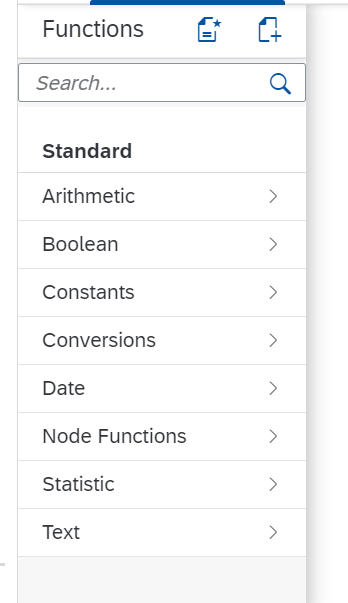 Functions
Search...
Standard
Arithmetic
Boolean
Constants
Conversions
Date
Node Functions
Statistic
Text